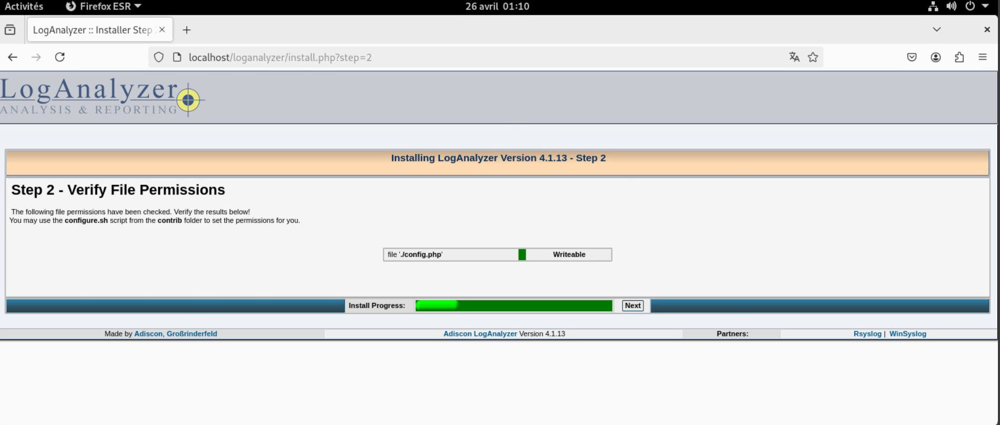 Activités Firefox ESR 26 avril 01:10
LogAnalyzer :: Installer Step
localhost/loganalyzer/install.php?step=2
LogAnalyzer
ANALYSIS & REPORTING
Installing LogAnalyzer Version 4.1.13 - Step 2
Step 2 - Verify File Permissions
The following file permissions have been checked. Verify the results below!
You may use the configure.sh script from the contrib folder to set the permissions for you.
file './config.php' Writeable
Install Progress: Next
Made by Adiscon, Großrinderfeld Adiscon LogAnalyzer Version 4.1.13 Partners: Rsyslog | WinSyslog